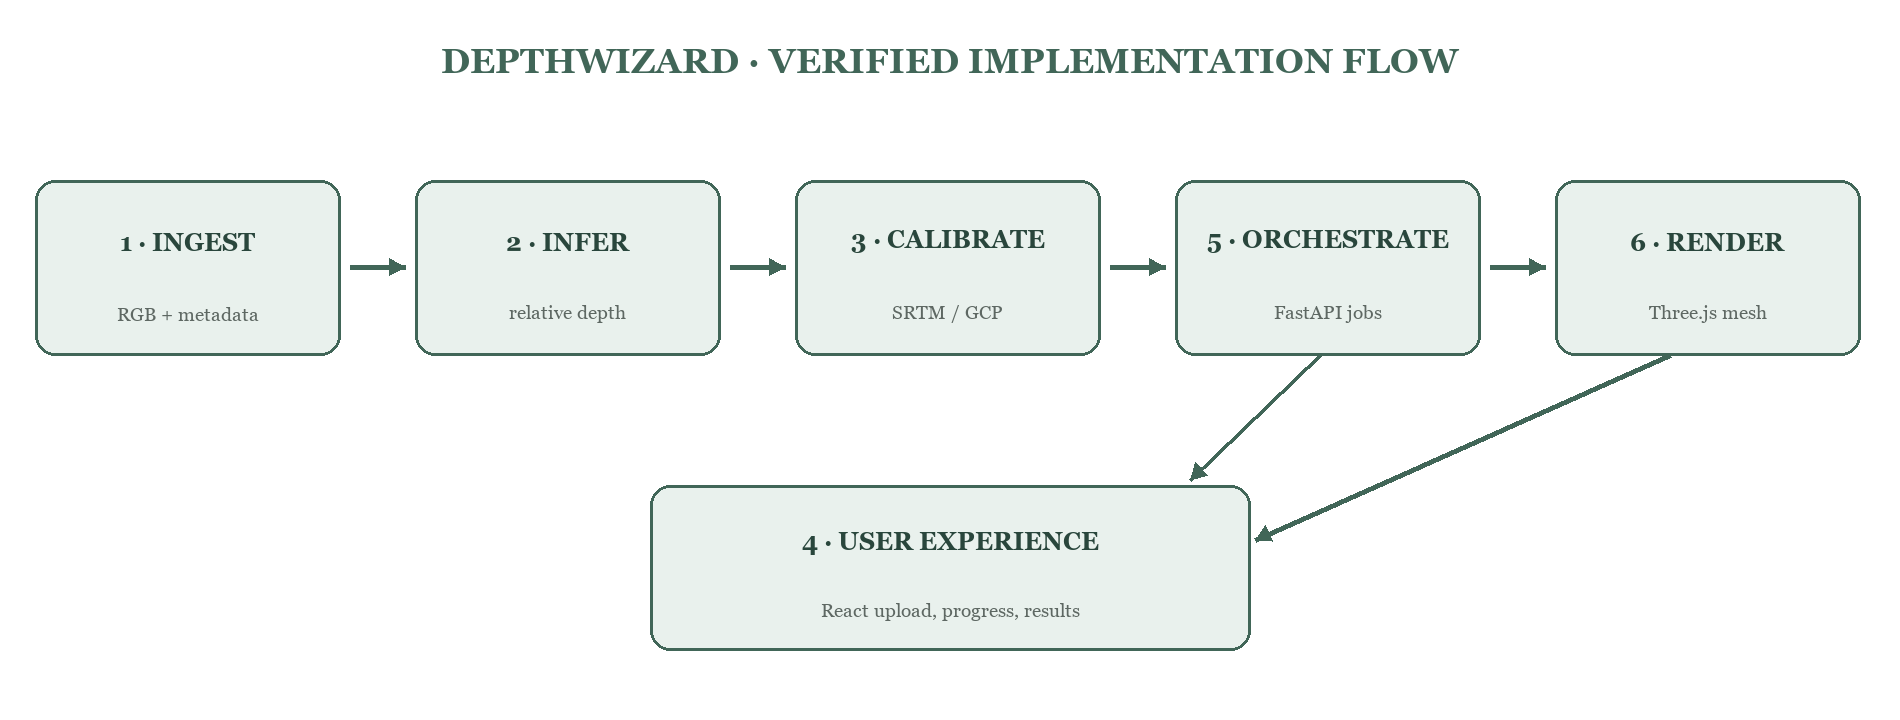 DEPTHWIZARD · VERIFIED IMPLEMENTATION FLOW
1 · INGEST
RGB + metadata
2 · INFER
relative depth
3 · CALIBRATE
SRTM / GCP
5 · ORCHESTRATE
FastAPI jobs
6 · RENDER
Three.js mesh
4 · USER EXPERIENCE
React upload, progress, results